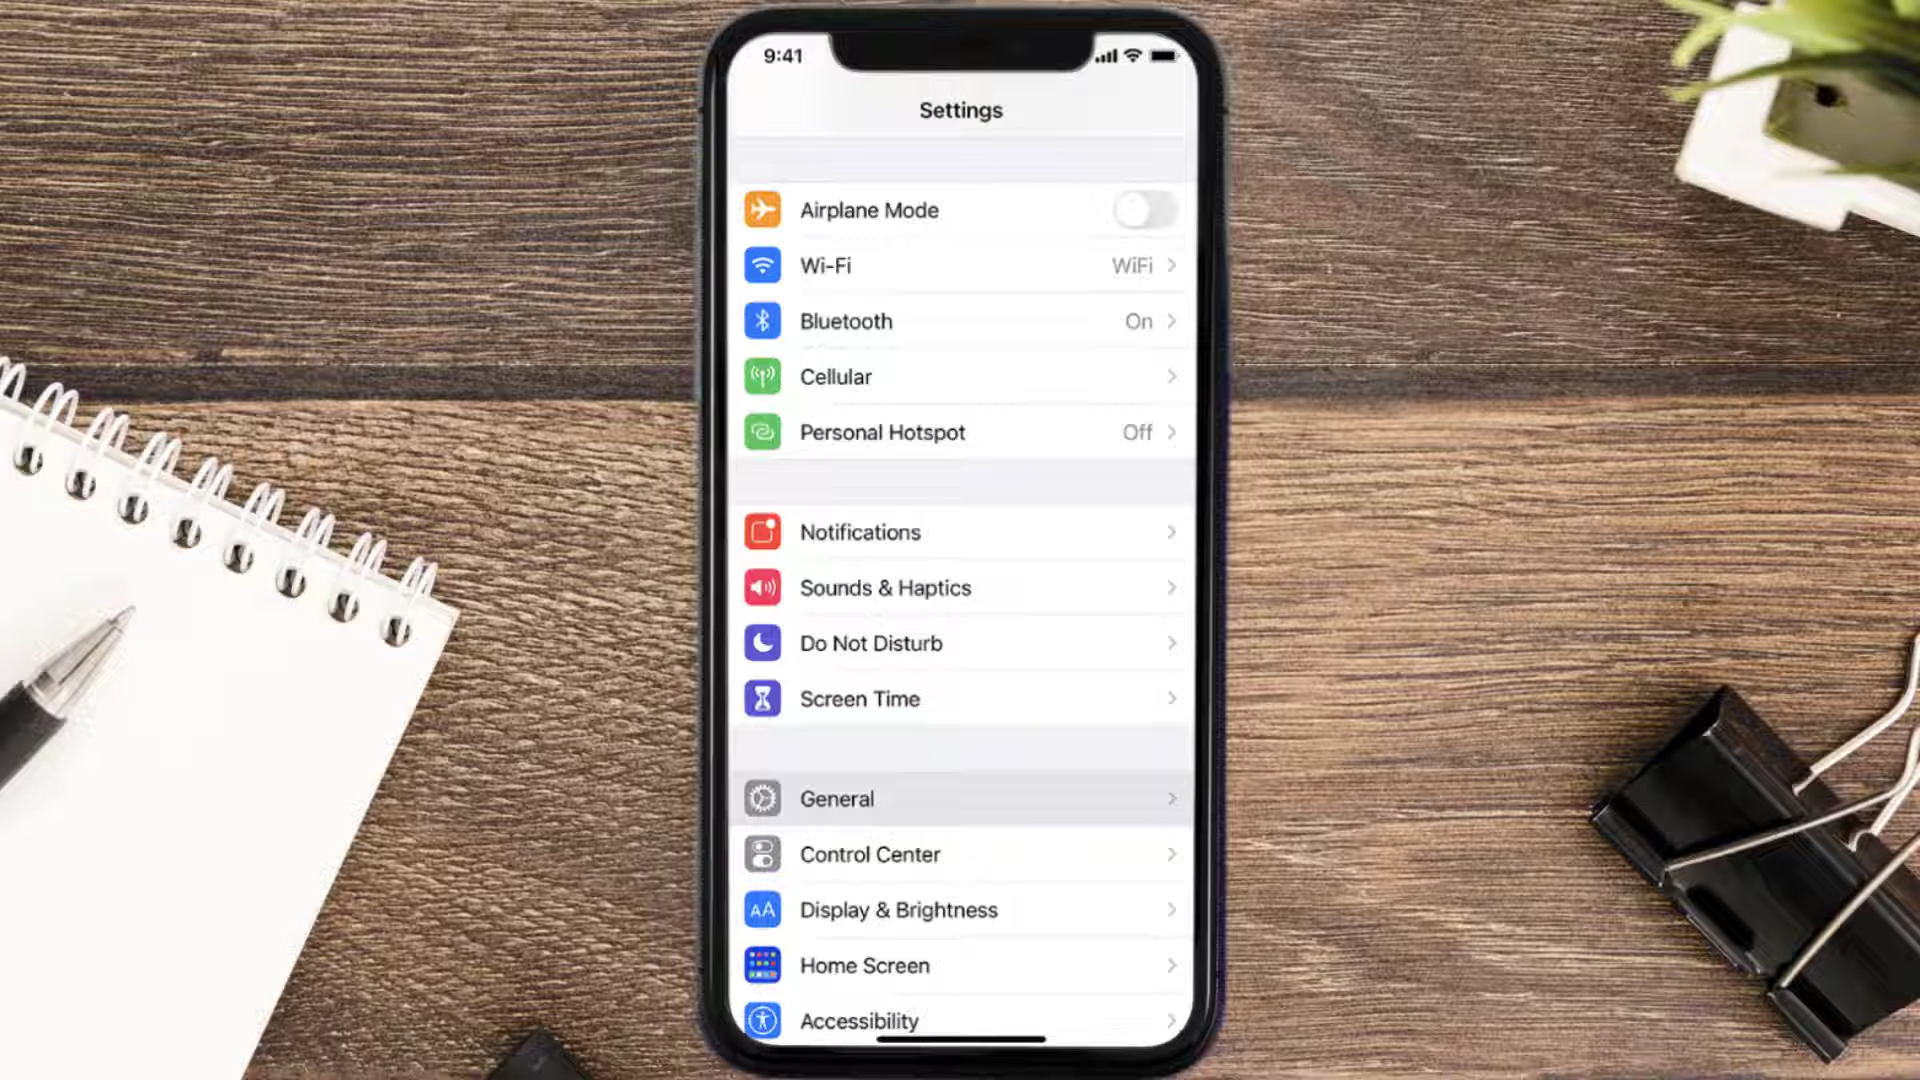 9:41
Settings
Airplane Mode
Wi-Fi WiFi
Bluetooth On
Cellular
Personal Hotspot Off
Notifications
Sounds & Haptics
Do Not Disturb
Screen Time
General
Control Center
AA Display & Brightness
Home Screen
Accessibility